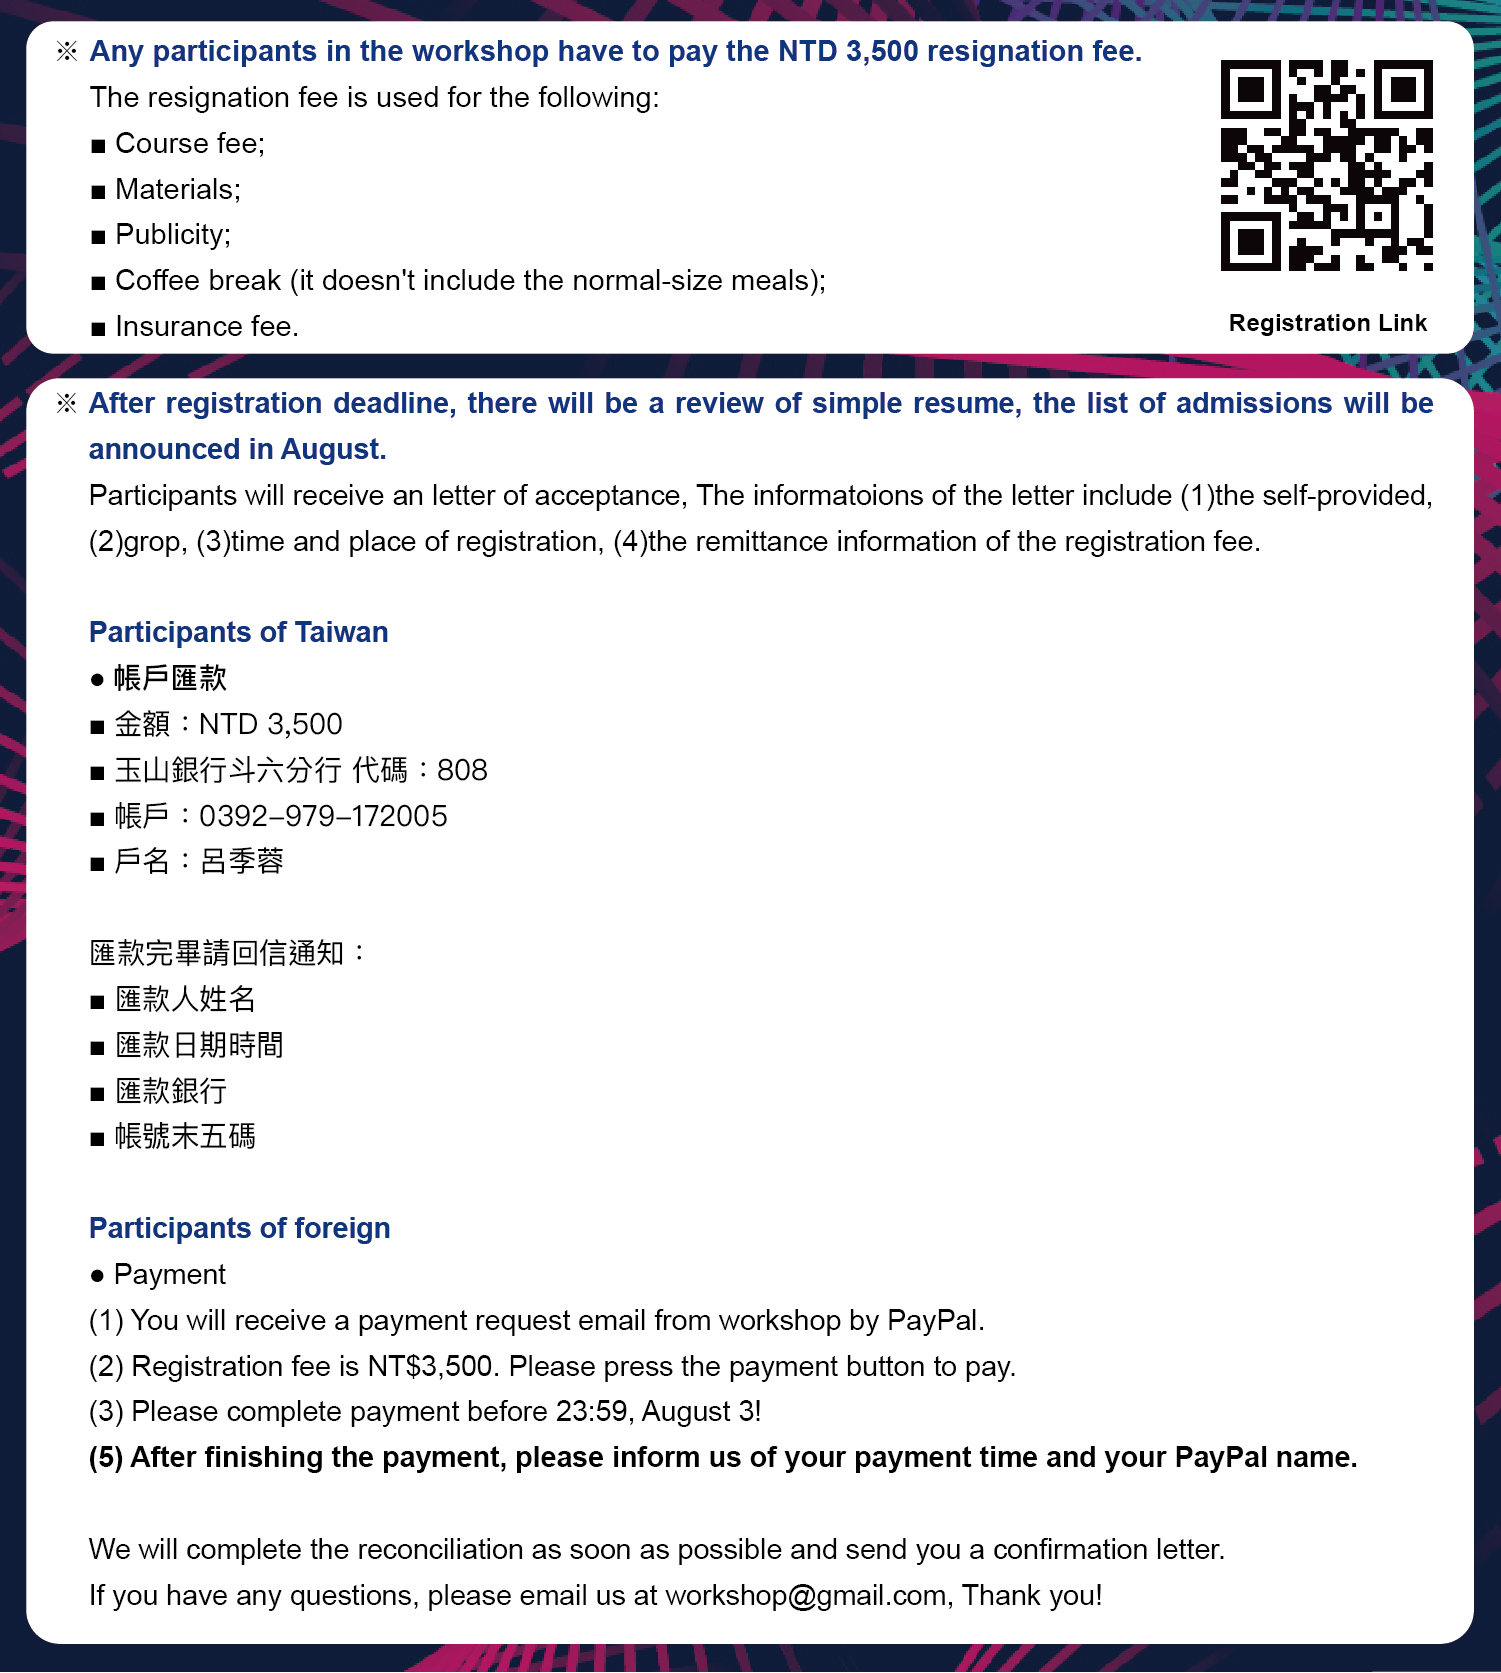 ※ Any participants in the workshop have to pay the NTD 3,500 resignation fee.
The resignation fee is used for the following:
■ Course fee;
■ Materials;
■ Publicity;
■ Coffee break (it doesn't include the normal-size meals);
■ Insurance fee.
Registration Link
※ After registration deadline, there will be a review of simple resume, the list of admissions will be
announced in August.
Participants will receive an letter of acceptance, The informatoions of the letter include (1)the self-provided,
(2)grop, (3)time and place of registration, (4)the remittance information of the registration fee.
Participants of Taiwan
● 帳戶匯款
■ 金額：NTD 3,500
■ 玉山銀行斗六分行 代碼：808
■ 帳戶：0392–979–172005
■ 戶名：呂季蓉
匯款完畢請回信通知：
■ 匯款人姓名
■ 匯款日期時間
■ 匯款銀行
■ 帳號末五碼
Participants of foreign
● Payment
(1) You will receive a payment request email from workshop by PayPal.
(2) Registration fee is NT$3,500. Please press the payment button to pay.
(3) Please complete payment before 23:59, August 3!
(5) After finishing the payment, please inform us of your payment time and your PayPal name.
We will complete the reconciliation as soon as possible and send you a confirmation letter.
If you have any questions, please email us at workshop@gmail.com, Thank you!